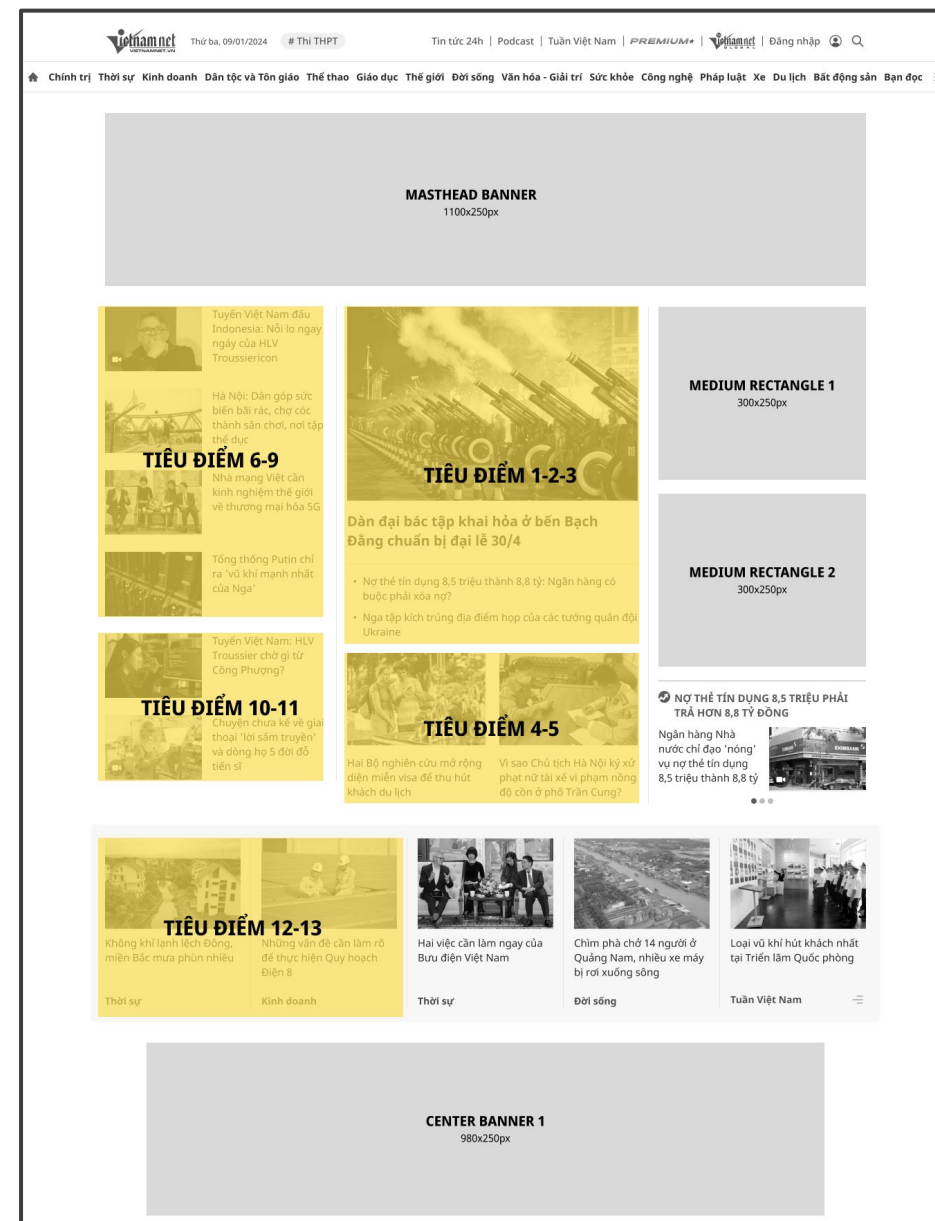 vietnamnet
VIETNAMNET.VN
Thứ ba, 09/01/2024
# Thi THPT
Tin tức 24h | Podcast | Tuần Việt Nam | PREMIUM+ | vietnamnet GLOBAL | Đăng nhập
Chính trị Thời sự Kinh doanh Dân tộc và Tôn giáo Thể thao Giáo dục Thế giới Đời sống Văn hóa - Giải trí Sức khỏe Công nghệ Pháp luật Xe Du lịch Bất động sản Bạn đọc
MASTHEAD BANNER
1100x250px
Tuyển Việt Nam đấu
Indonesia: Nỗi lo ngay
ngáy của HLV
Troussiericon
Hà Nội: Dân góp sức
biến bãi rác, chợ cóc
thành sân chơi, nơi tập
thể dục
TIÊU ĐIỂM 6-9
Nhà mạng Việt cần
kinh nghiệm thế giới
về thương mại hóa 5G
Tổng thống Putin chỉ
ra 'vũ khí mạnh nhất
của Nga'
Tuyển Việt Nam: HLV
Troussier chờ gì từ
Công Phượng?
TIÊU ĐIỂM 10-11
Chuyện chưa kể về giai
thoại 'lời sấm truyền'
và dòng họ 5 đời đỗ
tiến sĩ
TIÊU ĐIỂM 1-2-3
Dàn đại bác tập khai hỏa ở bến Bạch
Đằng chuẩn bị đại lễ 30/4
• Nợ thẻ tín dụng 8,5 triệu thành 8,8 tỷ: Ngân hàng có
buộc phải xóa nợ?
• Nga tập kích trúng địa điểm họp của các tướng quân đội
Ukraine
TIÊU ĐIỂM 4-5
Hai Bộ nghiên cứu mở rộng
diện miễn visa để thu hút
khách du lịch
Vì sao Chủ tịch Hà Nội ký xử
phạt nữ tài xế vi phạm nồng
độ cồn ở phố Trần Cung?
MEDIUM RECTANGLE 1
300x250px
MEDIUM RECTANGLE 2
300x250px
NỢ THẺ TÍN DỤNG 8,5 TRIỆU PHẢI
TRẢ HƠN 8,8 TỶ ĐỒNG
Ngân hàng Nhà
nước chỉ đạo 'nóng'
vụ nợ thẻ tín dụng
8,5 triệu thành 8,8 tỷ
EXIMBANK
TIÊU ĐIỂM 12-13
Không khí lạnh lệch Đông,
miền Bắc mưa phùn nhiều
Thời sự
Những vấn đề cần làm rõ
để thực hiện Quy hoạch
Điện 8
Kinh doanh
Hai việc cần làm ngay của
Bưu điện Việt Nam
Thời sự
Chìm phà chở 14 người ở
Quảng Nam, nhiều xe máy
bị rơi xuống sông
Đời sống
Loại vũ khí hút khách nhất
tại Triển lãm Quốc phòng
Tuần Việt Nam
CENTER BANNER 1
980x250px